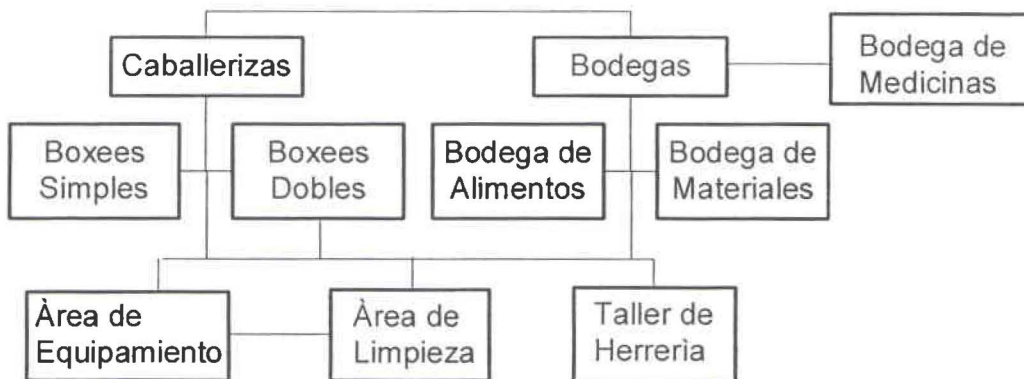 Caballerizas
Bodegas
Bodega de
Medicinas
Boxees
Simples
Boxees
Dobles
Bodega de
Alimentos
Bodega de
Materiales
Àrea de
Equipamiento
Àrea de
Limpieza
Taller de
Herrerìa